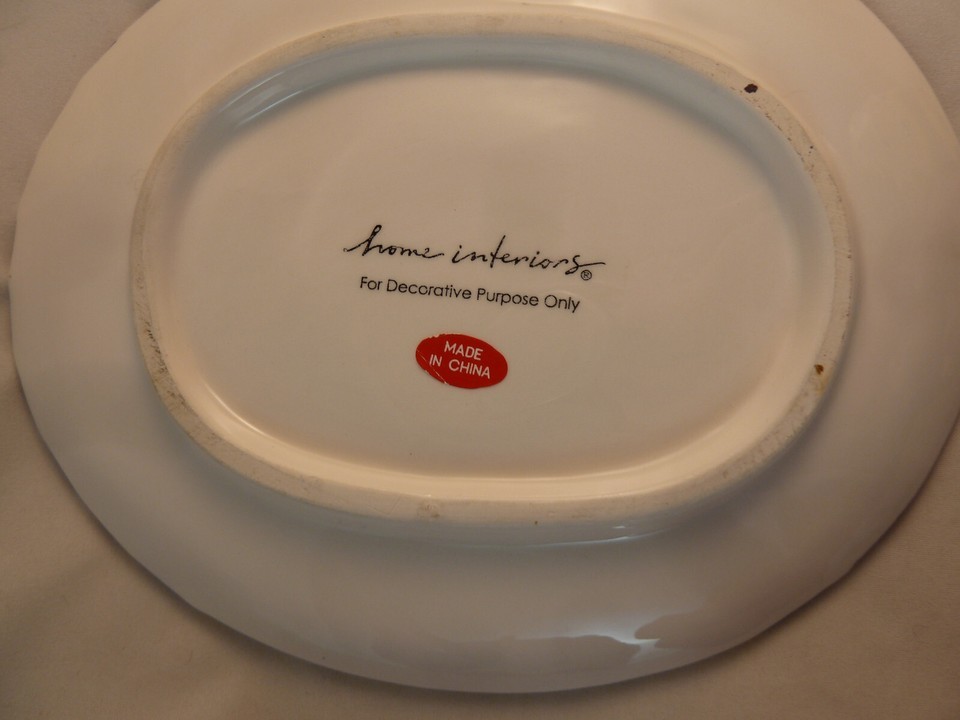 home interiors®
For Decorative Purpose Only
MADE
IN CHINA